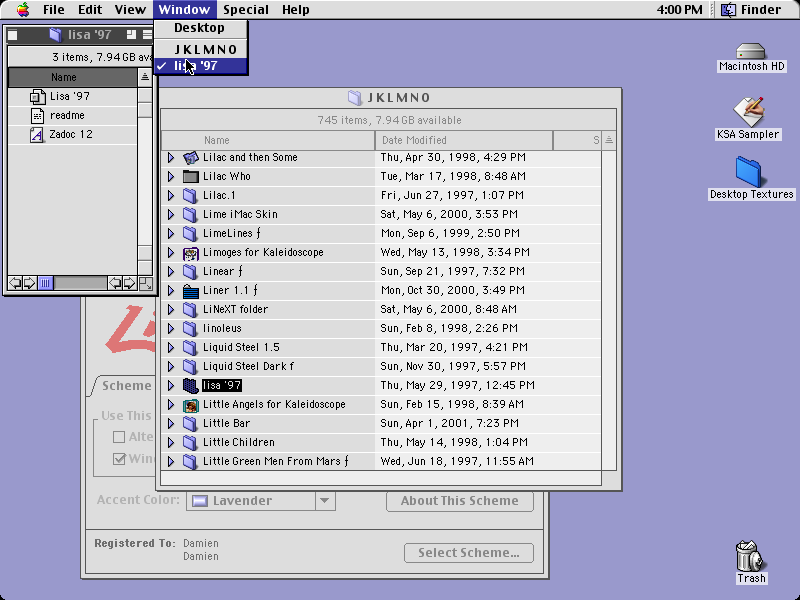 File Edit View Window Special Help 4:00 PM Finder
Desktop
J K L M N O
✓ lisa '97
lisa '97
3 items, 7.94 GB ava
Name
Lisa '97
readme
Zadoc 12
J K L M N O
745 items, 7.94 GB available
Name Date Modified S
Lilac and then Some Thu, Apr 30, 1998, 4:29 PM
Lilac Who Tue, Mar 17, 1998, 8:48 AM
Lilac.1 Fri, Jun 27, 1997, 1:07 PM
Lime iMac Skin Sat, May 6, 2000, 3:53 PM
LimeLines ƒ Mon, Sep 6, 1999, 2:50 PM
Limoges for Kaleidoscope Wed, May 13, 1998, 3:34 PM
Linear ƒ Sun, Sep 21, 1997, 7:32 PM
Liner 1.1 ƒ Mon, Oct 30, 2000, 3:49 PM
LiNeXT folder Sat, May 6, 2000, 8:48 AM
linoleus Sun, Feb 8, 1998, 2:26 PM
Liquid Steel 1.5 Thu, Mar 20, 1997, 4:21 PM
Liquid Steel Dark f Sun, Nov 30, 1997, 5:57 PM
lisa '97 Thu, May 29, 1997, 12:45 PM
Little Angels for Kaleidoscope Sun, Feb 15, 1998, 8:39 AM
Little Bar Sun, Apr 1, 2001, 7:23 PM
Little Children Thu, May 14, 1998, 1:04 PM
Little Green Men From Mars ƒ Wed, Jun 18, 1997, 11:55 AM
Scheme
Use This
Alte
Win
Accent Color: Lavender About This Scheme
Registered To: Damien
Damien
Select Scheme...
Macintosh HD
KSA Sampler
Desktop Textures
Trash